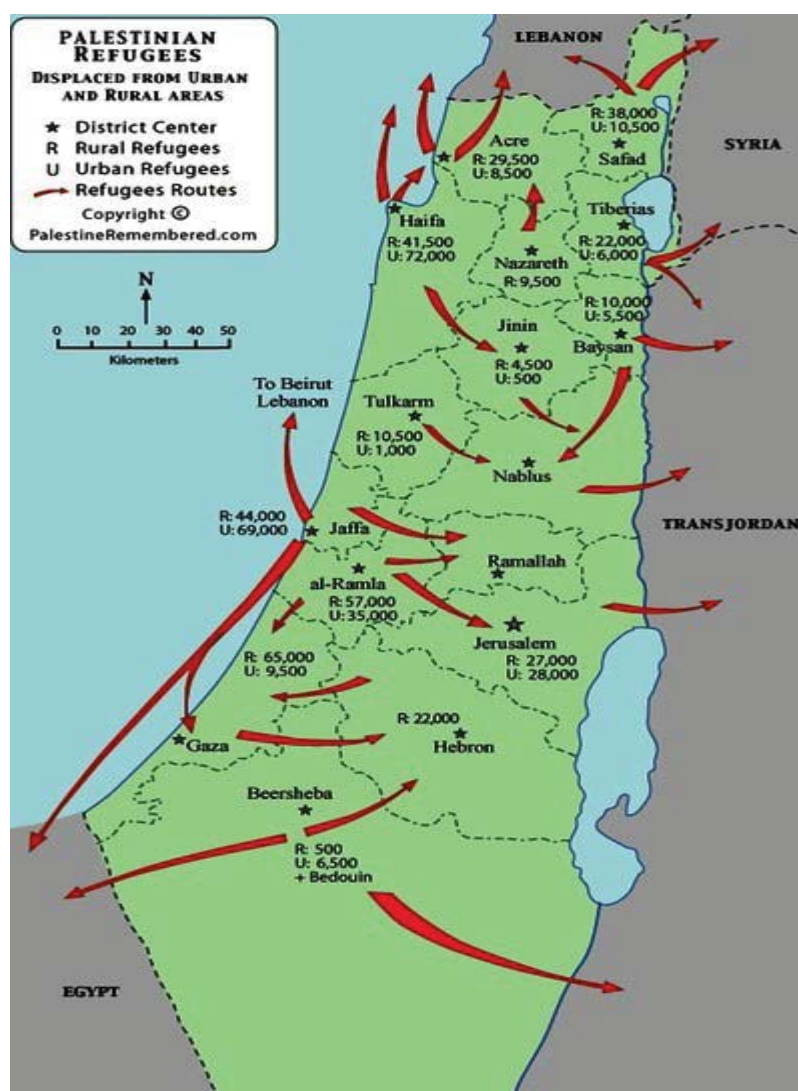 PALESTINIAN
REFUGEES
DISPLACED FROM URBAN
AND RURAL AREAS
District Center
R Rural Refugees
U Urban Refugees
Refugees Routes
Copyright ©
PalestineRemembered.com
N
0 10 20 30 40 50
Kilometers
LEBANON
SYRIA
R: 38,000
U: 10,500
Safad
Acre
R: 29,500
U: 8,500
Haifa
R: 41,500
U: 72,000
Tiberias
R: 22,000
U: 6,000
Nazareth
R: 9,500
R: 10,000
U: 5,500
Baysan
Jinin
R: 4,500
U: 500
To Beirut
Lebanon
Tulkarm
R: 10,500
U: 1,000
Nablus
R: 44,000
U: 69,000
Jaffa
TRANSJORDAN
Ramallah
al-Ramla
R: 57,000
U: 35,000
Jerusalem
R: 27,000
U: 28,000
R: 65,000
U: 9,500
Gaza
R: 22,000
Hebron
Beersheba
R: 500
U: 6,500
+ Bedouin
EGYPT